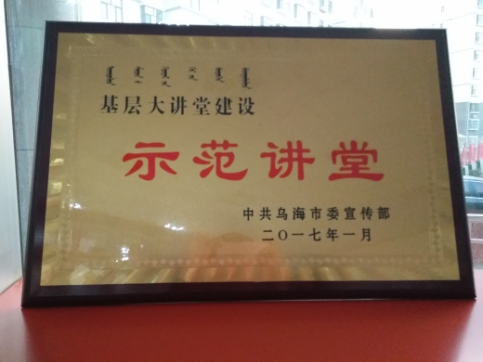 基层大讲堂建设
示范讲堂
中共乌海市委宣传部
二〇一七年一月